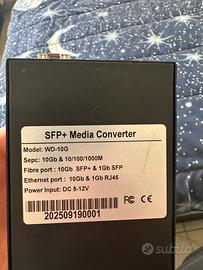 SFP+ Media Converter
Model: WD-10G
Sepc: 10Gb & 10/100/1000M
Fibre port : 10Gb SFP+ & 1Gb SFP
Ethernet port : 10Gb & 1Gb RJ45
Power Input: DC 5-12V
202509190001
FC CE
subito